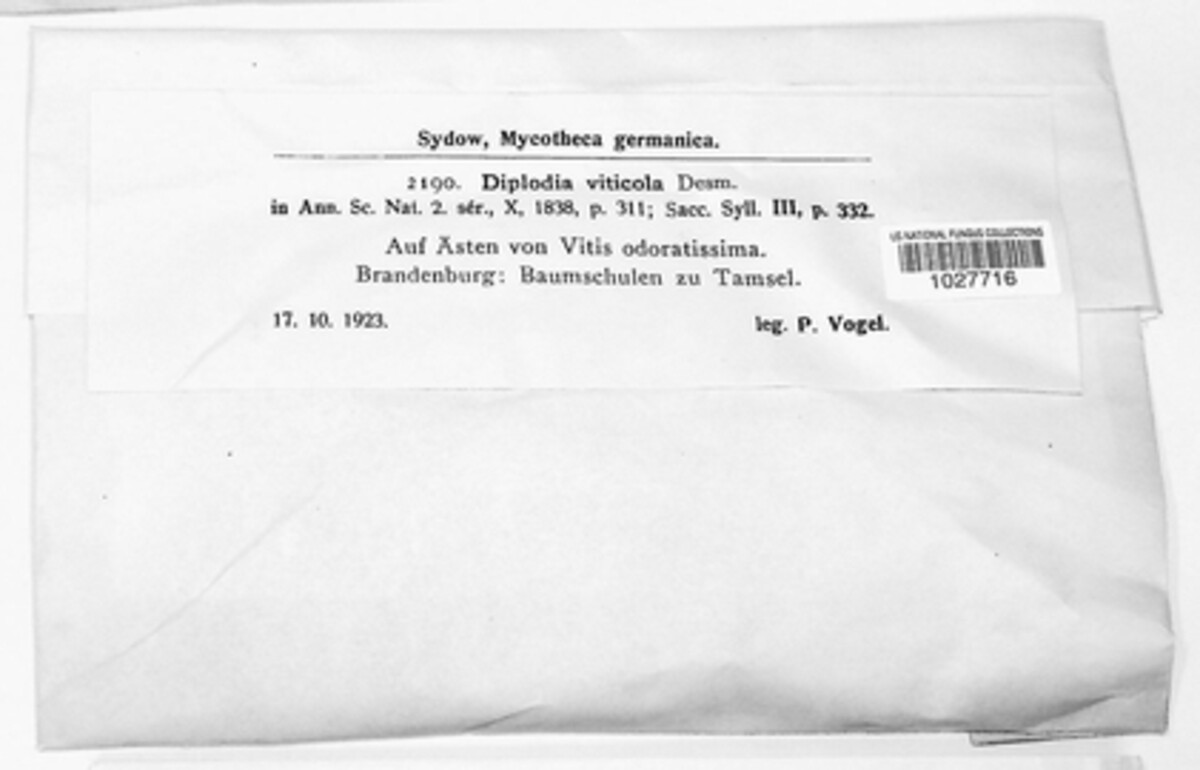 Sydow, Mycotheca germanica.
2190. Diplodia viticola Desm.
in Ann. Sc. Nat. 2. sér., X, 1838, p. 311; Sacc. Syll. III, p. 332.
Auf Ästen von Vitis odoratissima.
Brandenburg: Baumschulen zu Tamsel.
17. 10. 1923. leg. P. Vogel.
US NATIONAL FUNGUS COLLECTIONS
1027716